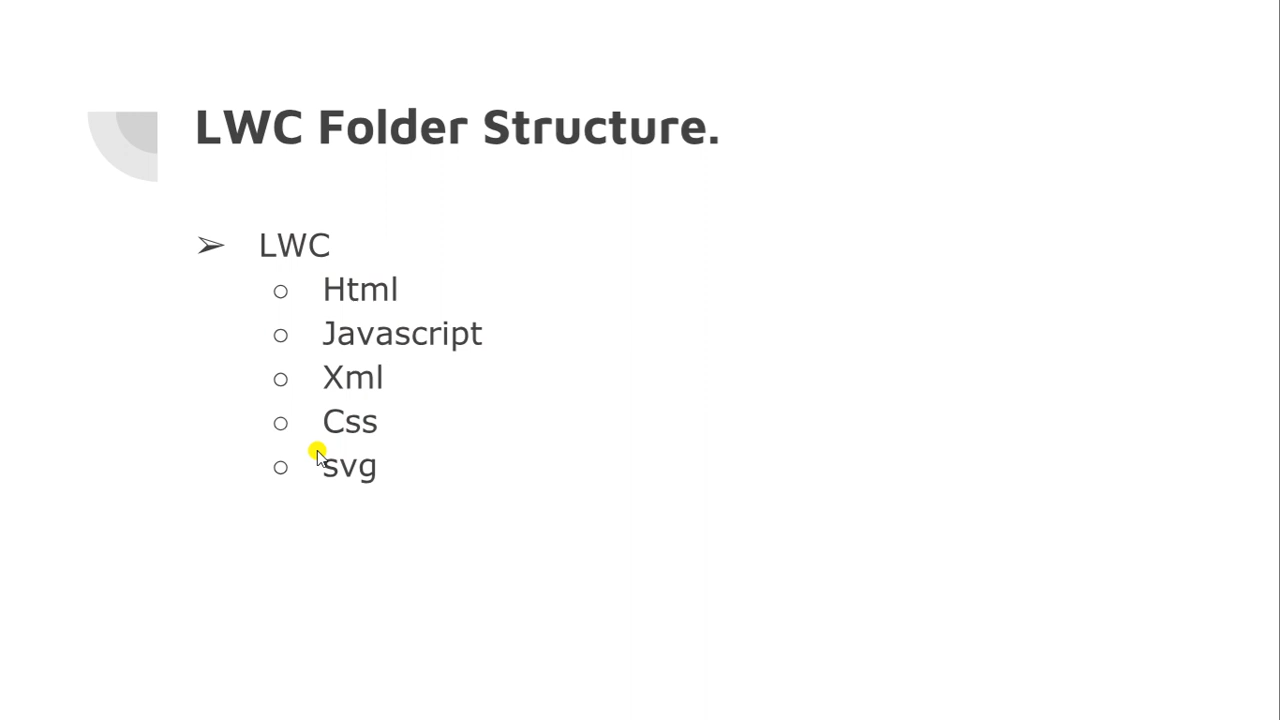 LWC Folder Structure.
➢ LWC
○ Html
○ Javascript
○ Xml
○ Css
○ svg